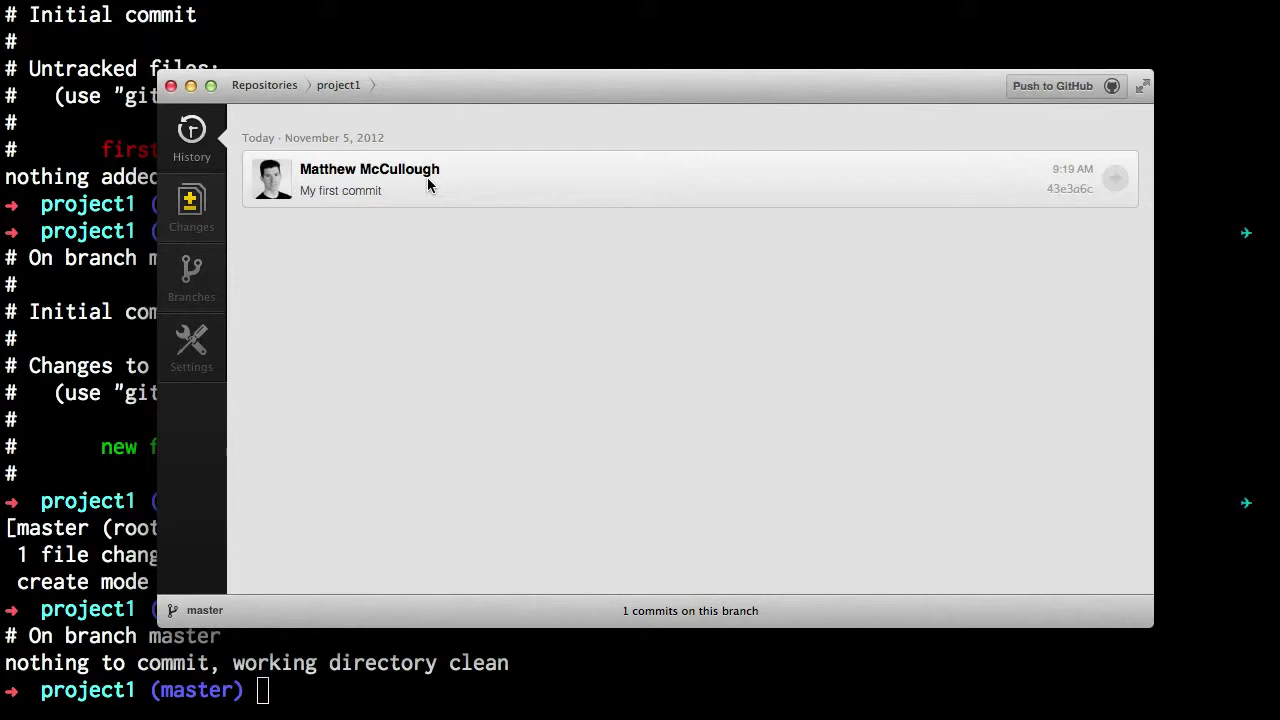 # Initial commit
#
# Untracked files:
#   (use "git
#
#       first
nothing added
➜  project1 (
➜  project1 (
# On branch m
#
# Initial com
#
# Changes to
#   (use "git
#
#       new f
#
➜  project1 (
[master (root
 1 file chang
 create mode
➜  project1 (
# On branch master
nothing to commit, working directory clean
➜  project1 (master)
Repositories project1
Push to GitHub
History
Changes
Branches
Settings
Today · November 5, 2012
Matthew McCullough
9:19 AM
My first commit
43e3a6c
master
1 commits on this branch